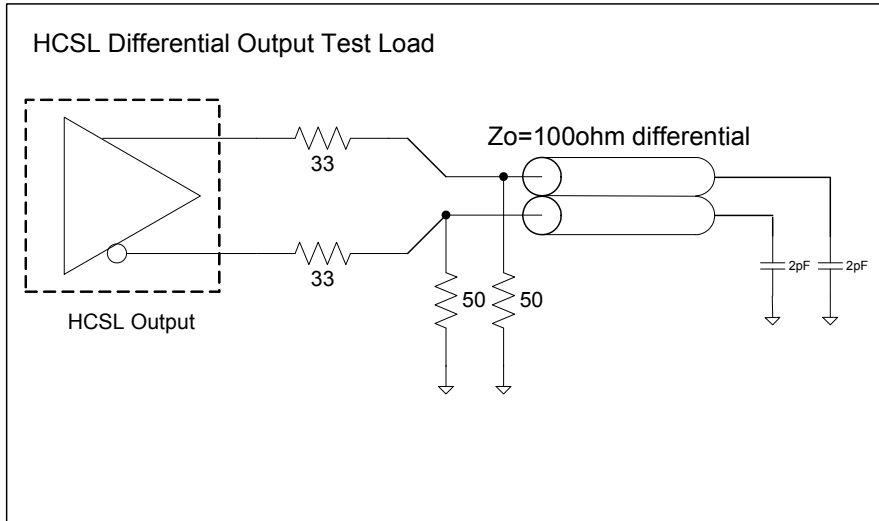 HCSL Differential Output Test Load
Zo=100ohm differential
33
33
50
50
2pF
2pF
HCSL Output